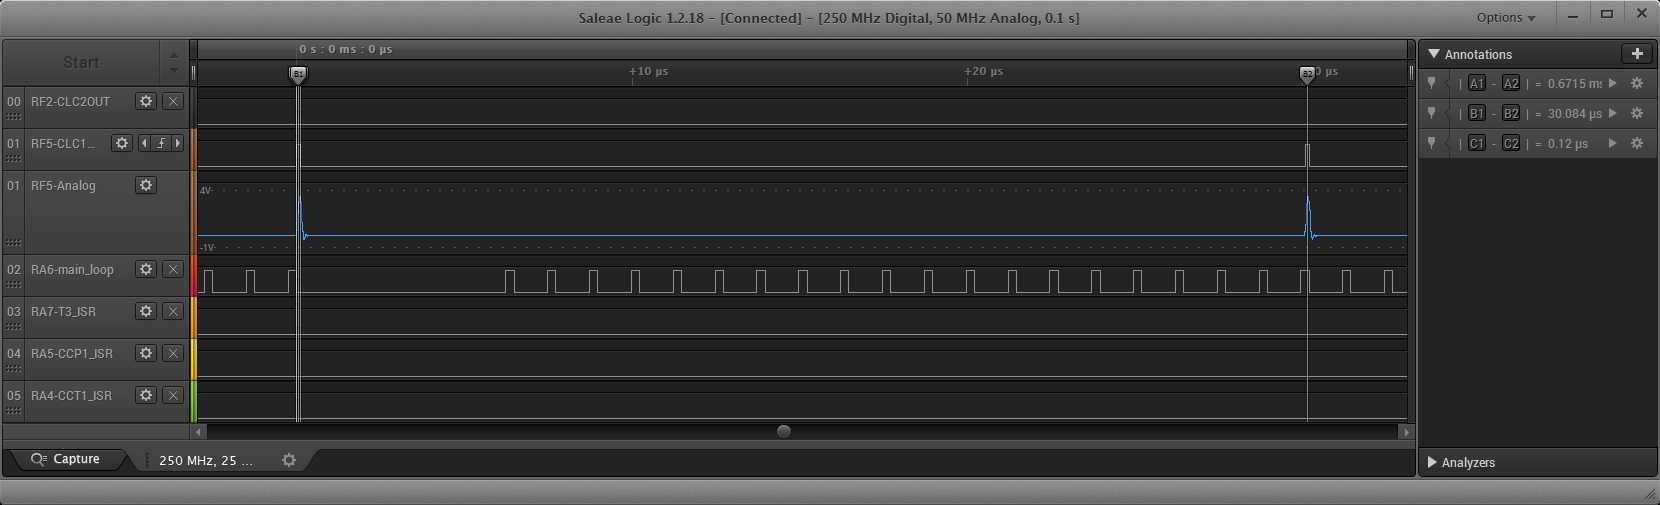 Saleae Logic 1.2.18 - [Connected] - [250 MHz Digital, 50 MHz Analog, 0.1 s]
Options
Start
0 s : 0 ms : 0 µs
B1
+10 µs
+20 µs
B2
0 µs
00 RF2-CLC2OUT
01 RF5-CLC1...
01 RF5-Analog
4V
-1V
02 RA6-main_loop
03 RA7-T3_ISR
04 RA5-CCP1_ISR
05 RA4-CCT1_ISR
Capture
250 MHz, 25 ...
Annotations
| A1 - A2 | = 0.6715 ms
| B1 - B2 | = 30.084 µs
| C1 - C2 | = 0.12 µs
Analyzers